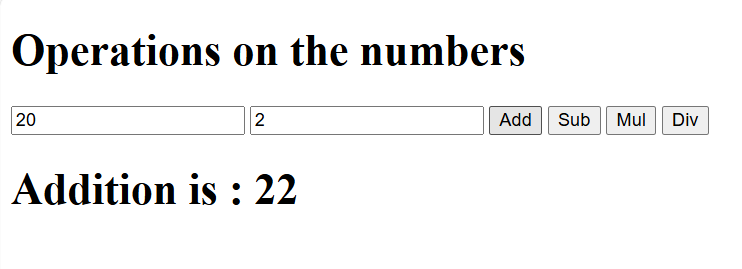 Operations on the numbers
20 2 Add Sub Mul Div
Addition is : 22